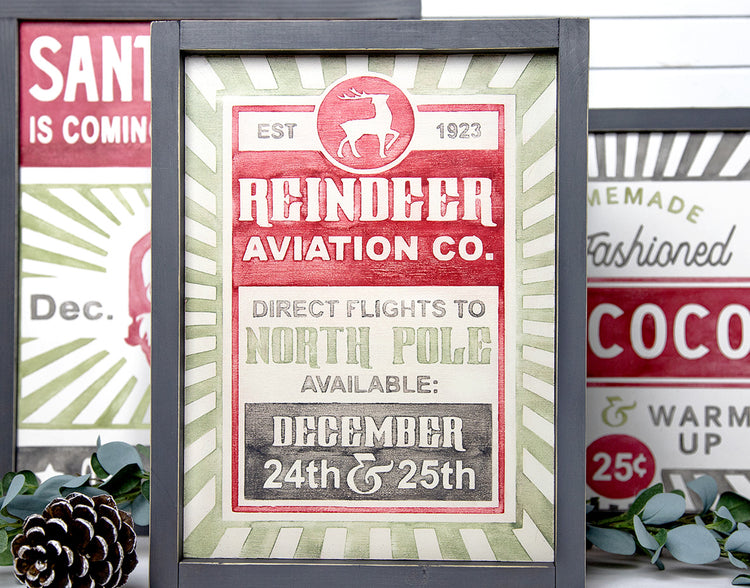 SANT
IS COMING
Dec.
EST 1923
REINDEER
AVIATION CO.
DIRECT FLIGHTS TO
NORTH POLE
AVAILABLE:
DECEMBER
24th & 25th
MEMADE
Fashioned
COCO
& WARM
UP
25¢